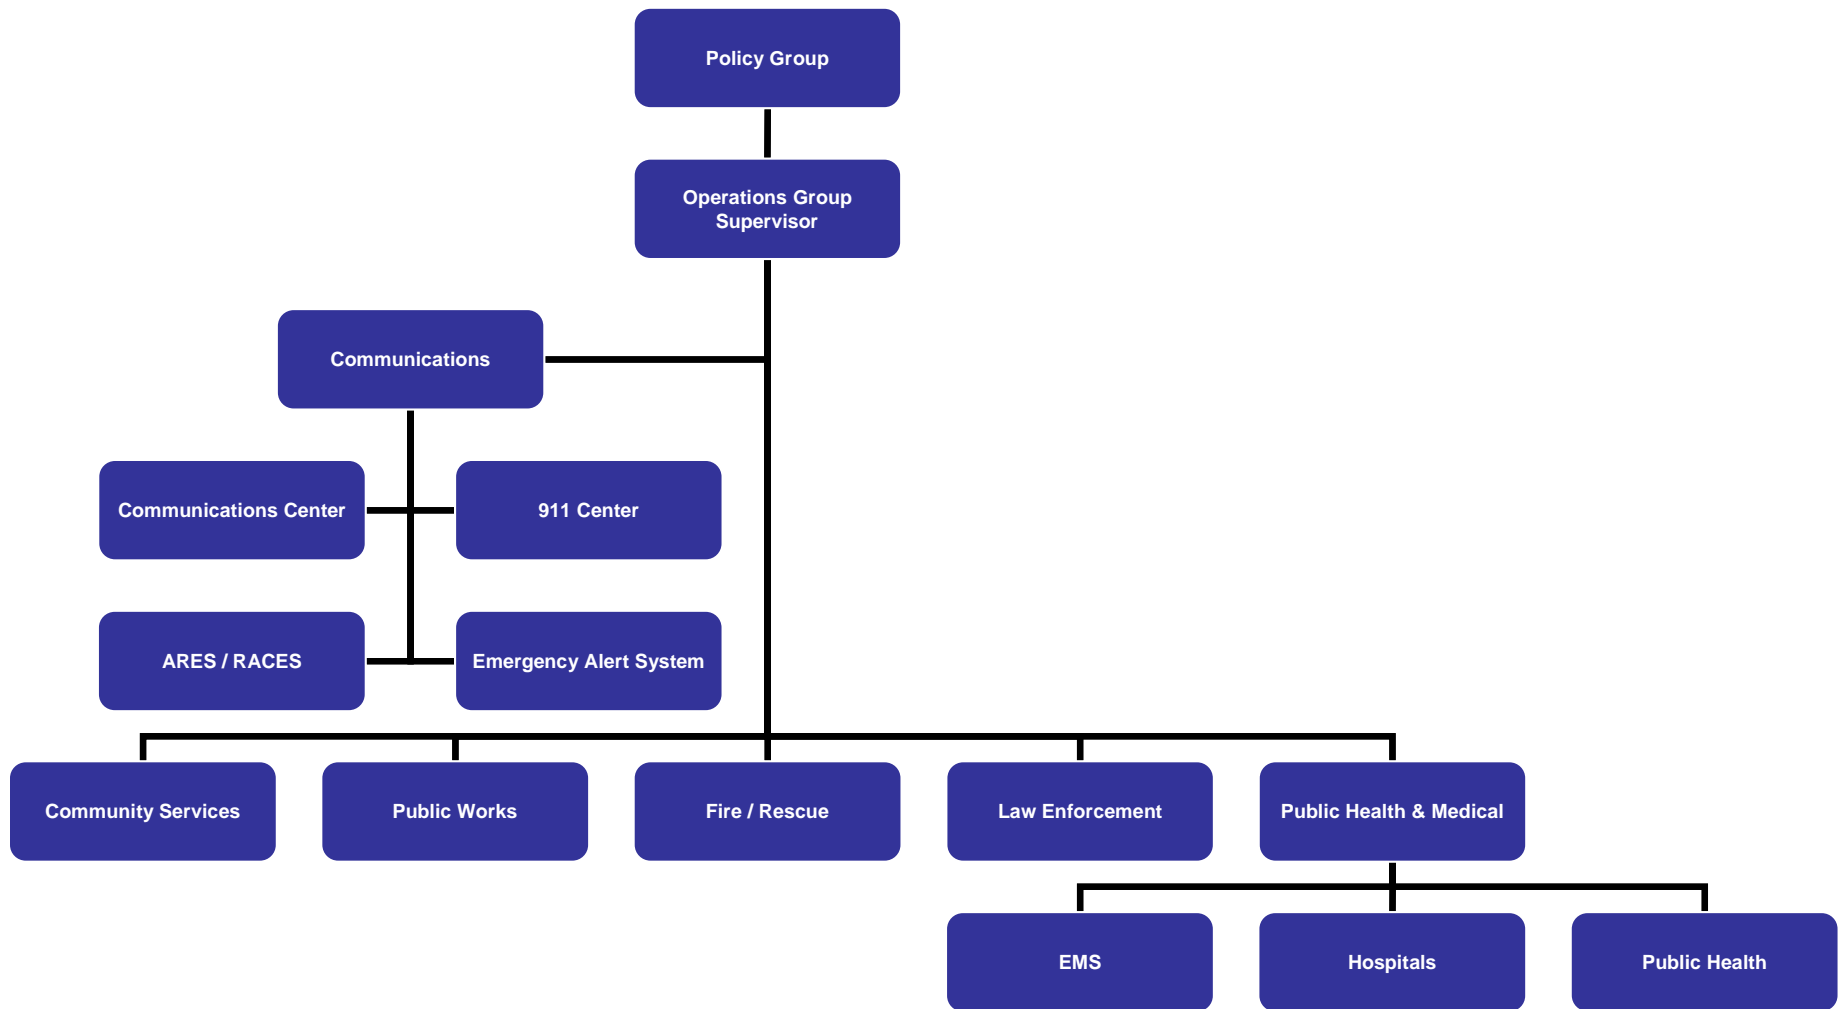 Policy Group
Operations Group
Supervisor
Communications
Communications Center
911 Center
ARES / RACES
Emergency Alert System
Community Services
Public Works
Fire / Rescue
Law Enforcement
Public Health & Medical
EMS
Hospitals
Public Health